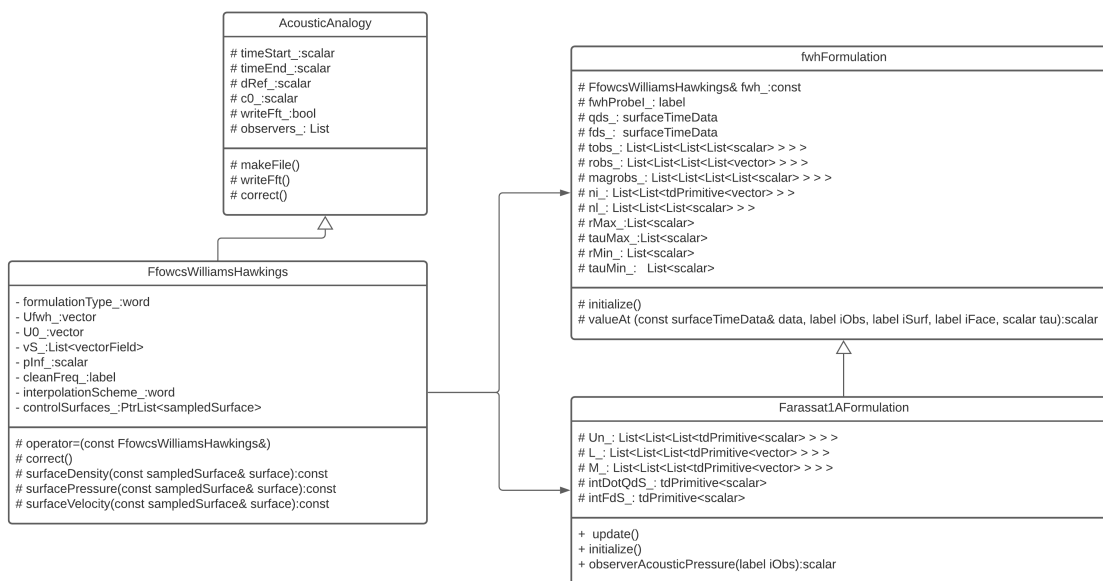 AcousticAnalogy
# timeStart_:scalar
# timeEnd_:scalar
# dRef_:scalar
# c0_:scalar
# writeFft_:bool
# observers_: List
# makeFile()
# writeFft()
# correct()
FfowcsWilliamsHawkings
- formulationType_:word
- Ufwh_:vector
- U0_:vector
- vS_:List<vectorField>
- pInf_:scalar
- cleanFreq_:label
- interpolationScheme_:word
- controlSurfaces_:PtrList<sampledSurface>
# operator=(const FfowcsWilliamsHawkings&)
# correct()
# surfaceDensity(const sampledSurface& surface):const
# surfacePressure(const sampledSurface& surface):const
# surfaceVelocity(const sampledSurface& surface):const
fwhFormulation
# FfowcsWilliamsHawkings& fwh_:const
# fwhProbeI_: label
# qds_: surfaceTimeData
# fds_:  surfaceTimeData
# tobs_: List<List<List<List<scalar> > > >
# robs_: List<List<List<List<vector> > > >
# magrobs_: List<List<List<List<scalar> > > >
# ni_: List<List<tdPrimitive<vector> > >
# nl_: List<List<List<scalar> > >
# rMax_:List<scalar>
# tauMax_:List<scalar>
# rMin_: List<scalar>
# tauMin_:   List<scalar>
# initialize()
# valueAt (const surfaceTimeData& data, label iObs, label iSurf, label iFace, scalar tau):scalar
Farassat1AFormulation
# Un_: List<List<List<tdPrimitive<scalar> > > >
# L_: List<List<List<tdPrimitive<vector> > > >
# M_: List<List<List<tdPrimitive<vector> > > >
# intDotQdS_: tdPrimitive<scalar>
# intFdS_: tdPrimitive<scalar>
+  update()
+ initialize()
+ observerAcousticPressure(label iObs):scalar